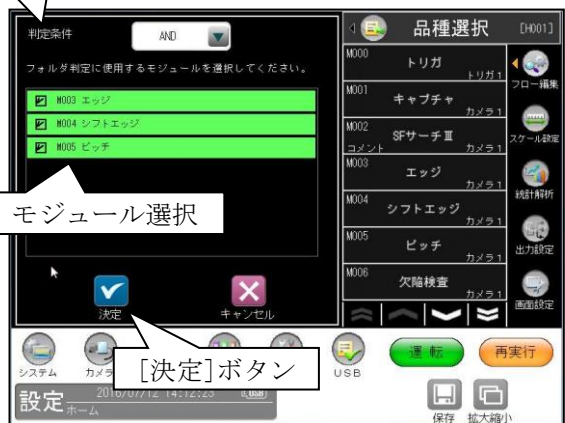 判定条件
AND
フォルダ判定に使用するモジュールを選択してください。
M003 エッジ
M004 シフトエッジ
M005 ピッチ
モジュール選択
決定
キャンセル
[決定]ボタン
品種選択
[H001]
M000
トリガ
トリガ1
M001
キャプチャ
カメラ1
M002
SFサーチⅢ
コメント
カメラ1
M003
エッジ
カメラ1
M004
シフトエッジ
カメラ1
M005
ピッチ
カメラ1
M006
欠陥検査
カメラ1
フロー編集
スケール設定
統計解析
出力設定
画面設定
システム
カメラ
USB
運転
再実行
設定
ホーム
2016/07/12 14:12:23
USB
保存
拡大縮小